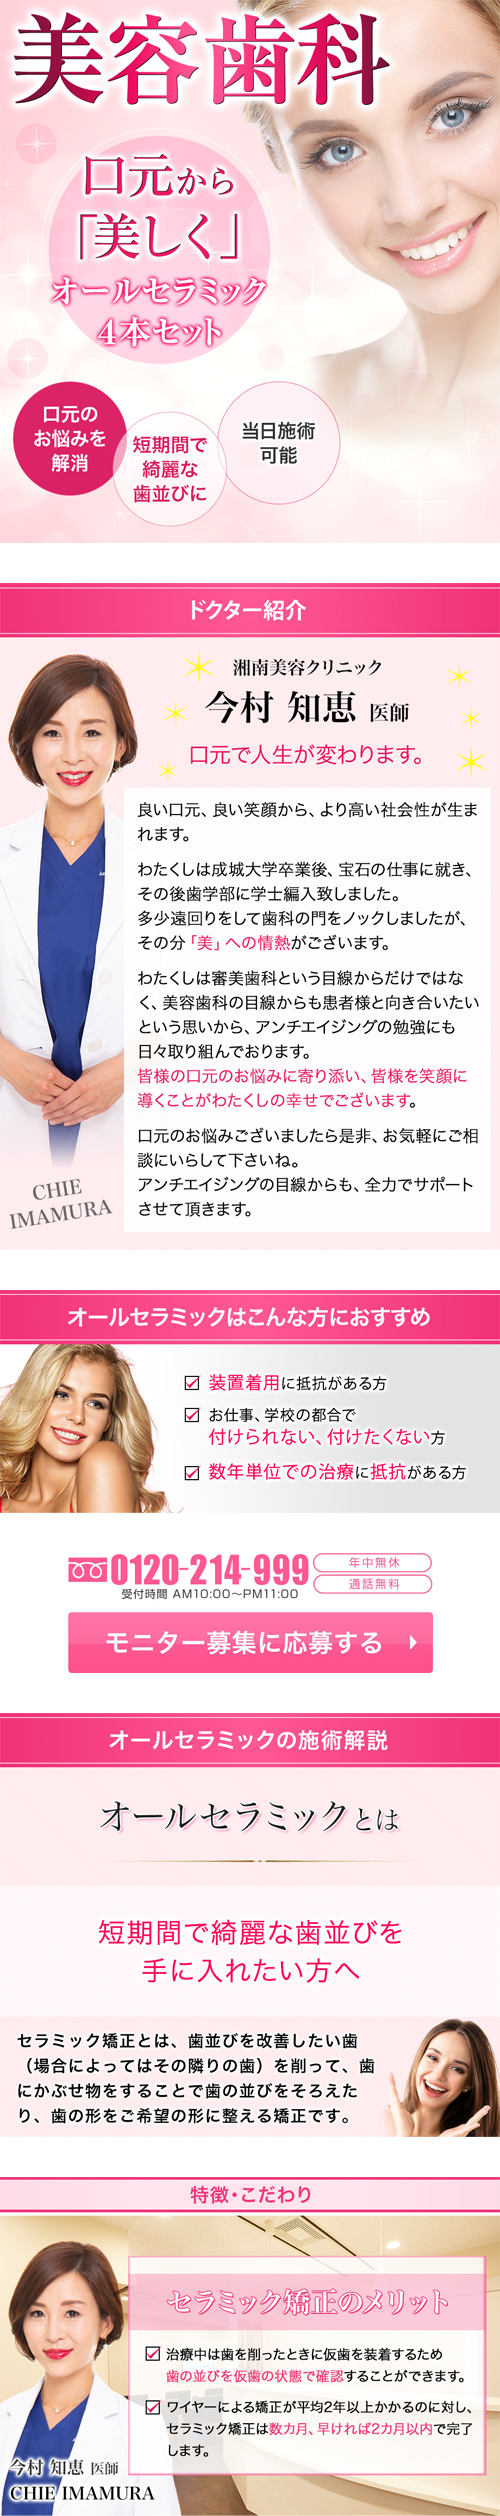 美容歯科
口元から
「美しく」
オールセラミック
4本セット
口元の
お悩みを
解消
短期間で
綺麗な
歯並びに
当日施術
可能
ドクター紹介
湘南美容クリニック
今村 知恵 医師
口元で人生が変わります。
良い口元、良い笑顔から、より高い社会性が生ま
れます。
わたくしは成城大学卒業後、宝石の仕事に就き、
その後歯学部に学士編入致しました。
多少遠回りをして歯科の門をノックしましたが、
その分「美」への情熱がございます。
わたくしは審美歯科という目線からだけではな
く、美容歯科の目線からも患者様と向き合いたい
という思いから、アンチエイジングの勉強にも
日々取り組んでおります。
皆様の口元のお悩みに寄り添い、皆様を笑顔に
導くことがわたくしの幸せでございます。
口元のお悩みございましたら是非、お気軽にご相
談にいらして下さいね。
アンチエイジングの目線からも、全力でサポート
させて頂きます。
CHIE
IMAMURA
オールセラミックはこんな方におすすめ
装置着用に抵抗がある方
お仕事、学校の都合で
付けられない、付けたくない方
数年単位での治療に抵抗がある方
0120-214-999
年中無休
通話無料
受付時間 AM10:00〜PM11:00
モニター募集に応募する
オールセラミックの施術解説
オールセラミックとは
短期間で綺麗な歯並びを
手に入れたい方へ
セラミック矯正とは、歯並びを改善したい歯
（場合によってはその隣りの歯）を削って、歯
にかぶせ物をすることで歯の並びをそろえた
り、歯の形をご希望の形に整える矯正です。
特徴・こだわり
セラミック矯正のメリット
治療中は歯を削ったときに仮歯を装着するため
歯の並びを仮歯の状態で確認することができます。
ワイヤーによる矯正が平均2年以上かかるのに対し、
セラミック矯正は数カ月、早ければ2カ月以内で完了
します。
今村 知恵 医師
CHIE IMAMURA